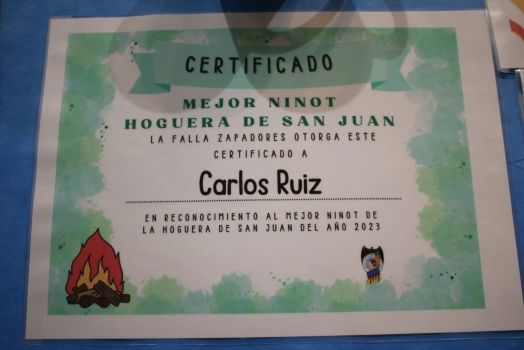 CERTIFICADO
MEJOR NINOT
HOGUERA DE SAN JUAN
LA FALLA ZAPADORES OTORGA ESTE
CERTIFICADO A
Carlos Ruiz
EN RECONOCIMIENTO AL MEJOR NINOT DE
LA HOGUERA DE SAN JUAN DEL AÑO 2023